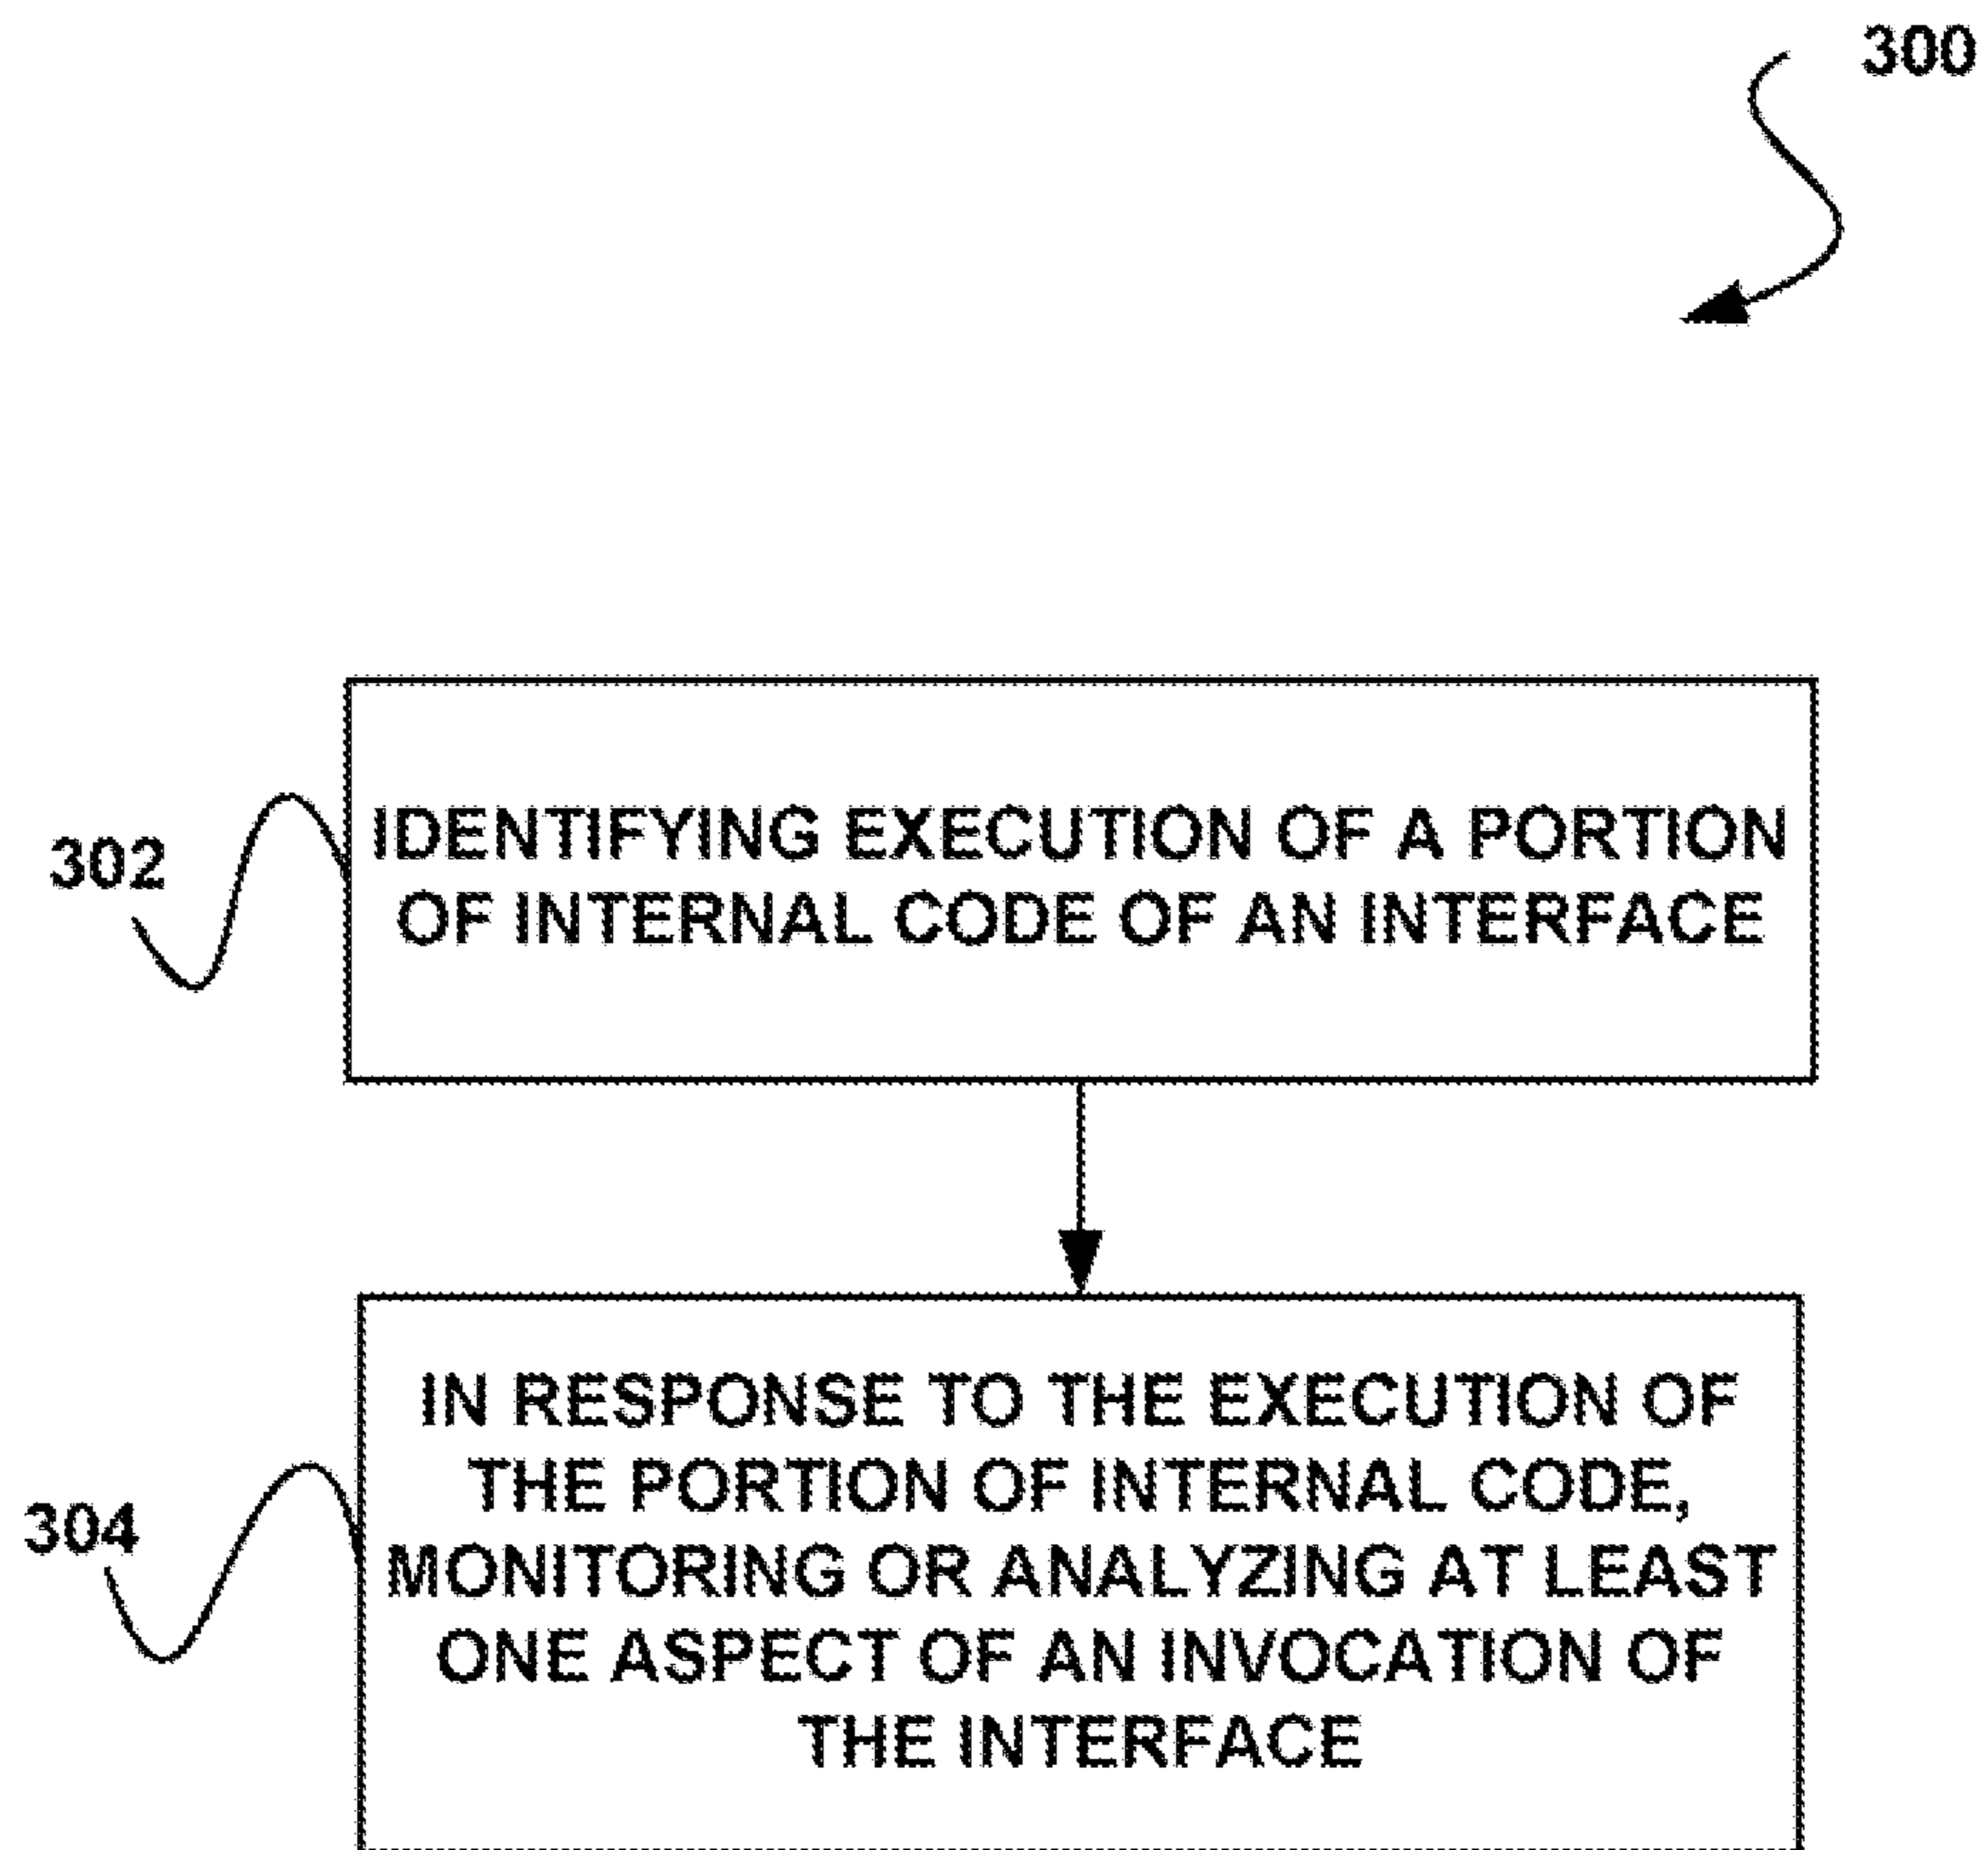 300
302
IDENTIFYING EXECUTION OF A PORTION
OF INTERNAL CODE OF AN INTERFACE
304
IN RESPONSE TO THE EXECUTION OF
THE PORTION OF INTERNAL CODE,
MONITORING OR ANALYZING AT LEAST
ONE ASPECT OF AN INVOCATION OF
THE INTERFACE